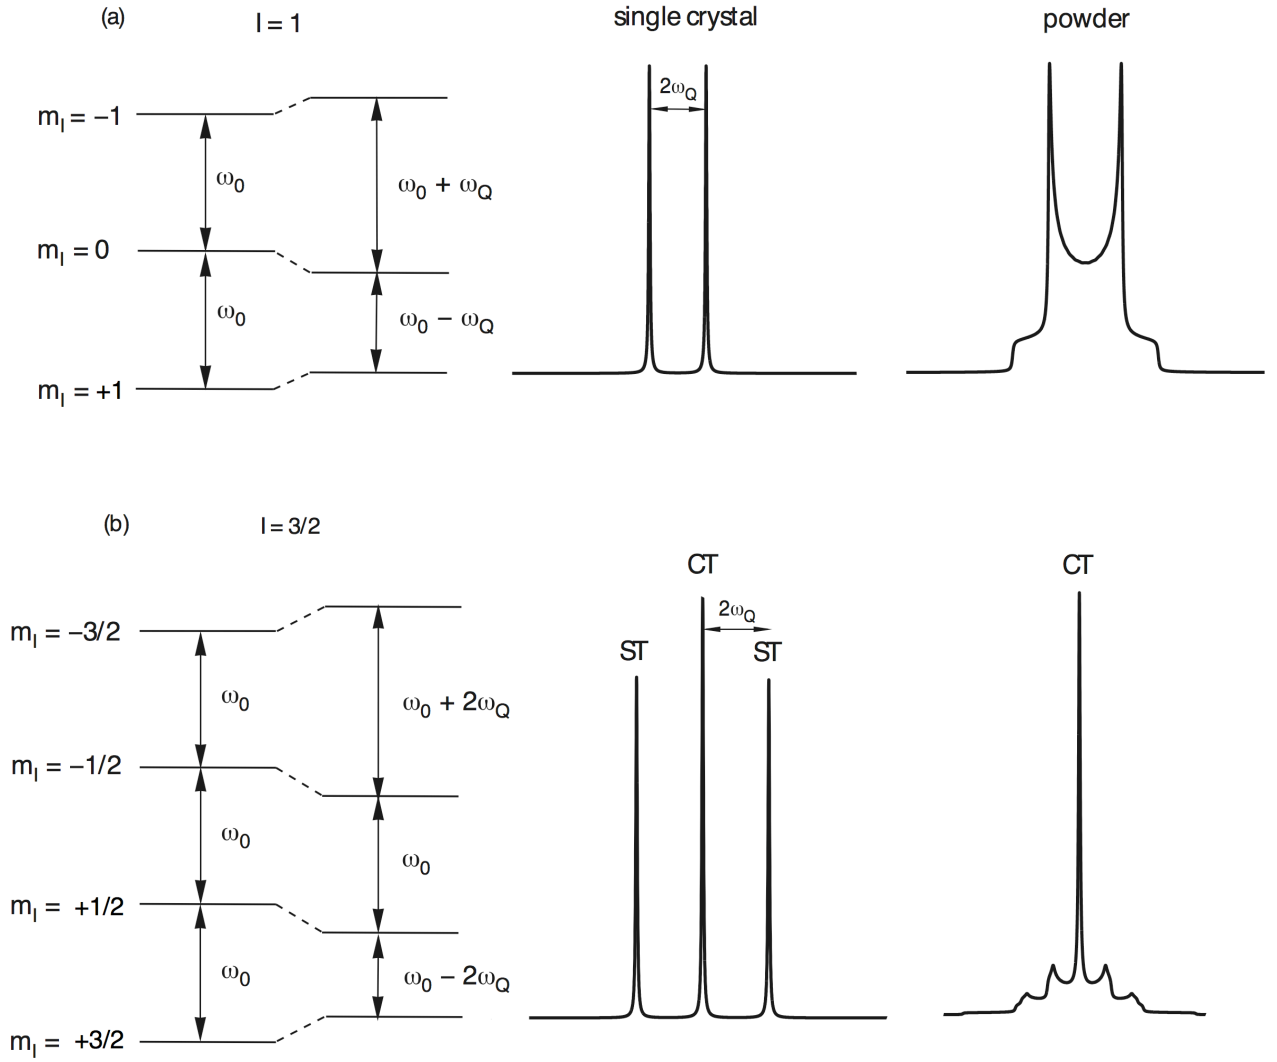 (a) I = 1 single crystal powder
2ω_Q
m_I = −1
ω_0 ω_0 + ω_Q
m_I = 0
ω_0 ω_0 − ω_Q
m_I = +1
(b) I = 3/2
CT CT
2ω_Q
m_I = −3/2 ST ST
ω_0 ω_0 + 2ω_Q
m_I = −1/2
ω_0 ω_0
m_I = +1/2
ω_0 ω_0 − 2ω_Q
m_I = +3/2